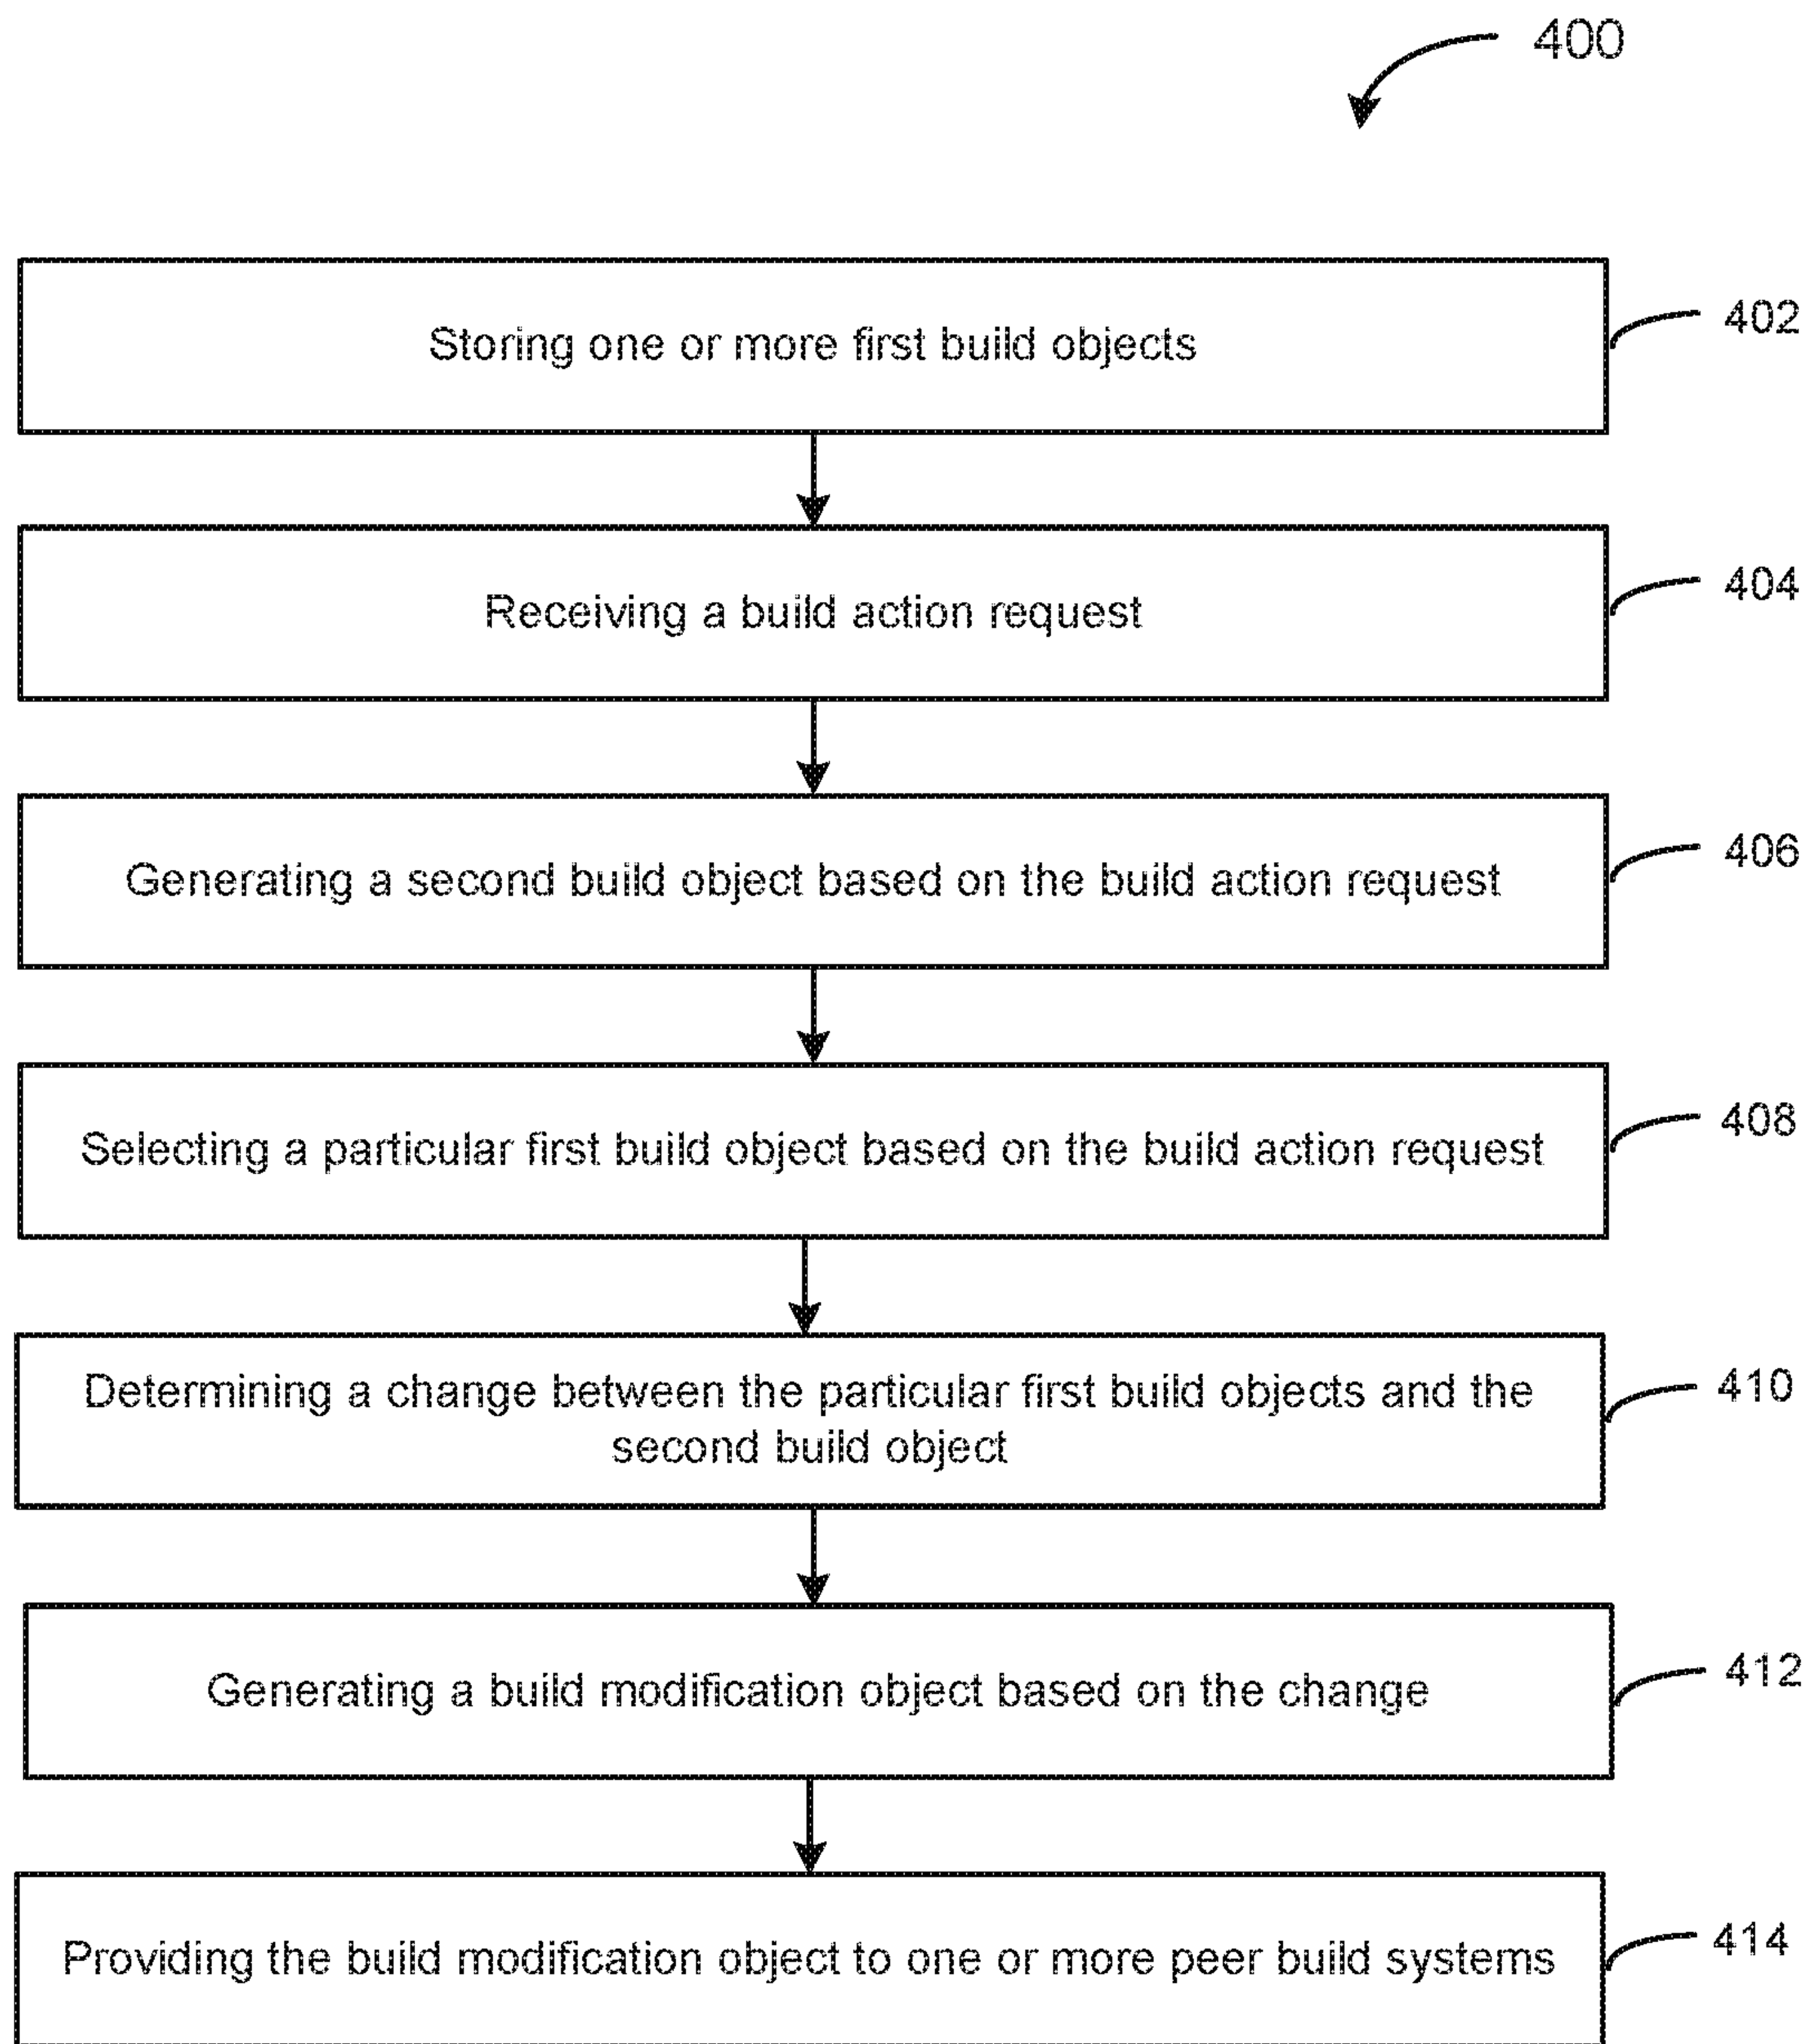 400
Storing one or more first build objects
402
Receiving a build action request
404
Generating a second build object based on the build action request
406
Selecting a particular first build object based on the build action request
408
Determining a change between the particular first build objects and the
second build object
410
Generating a build modification object based on the change
412
Providing the build modification object to one or more peer build systems
414